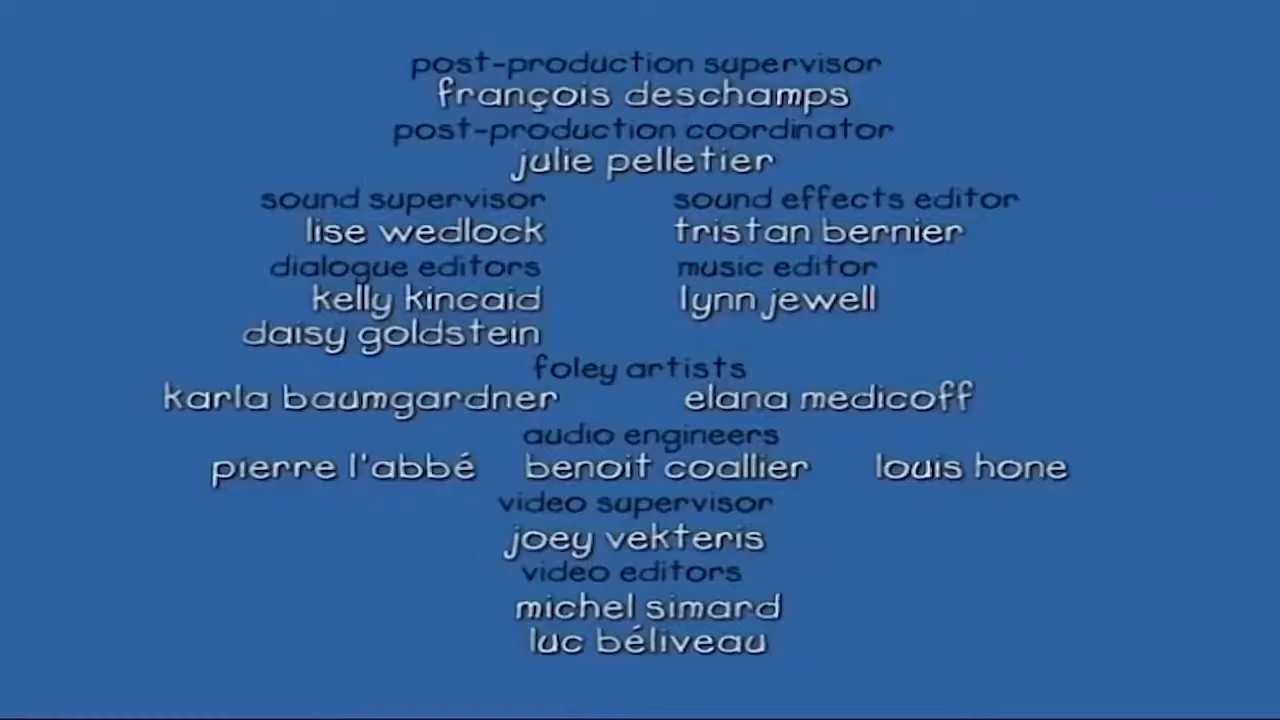 post-production supervisor
françois deschamps
post-production coordinator
julie pelletier
sound supervisor sound effects editor
lise wedlock tristan bernier
dialogue editors music editor
kelly kincaid lynn jewell
daisy goldstein
foley artists
karla baumgardner elana medicoff
audio engineers
pierre l'abbé benoit coallier louis hone
video supervisor
joey vekteris
video editors
michel simard
luc béliveau